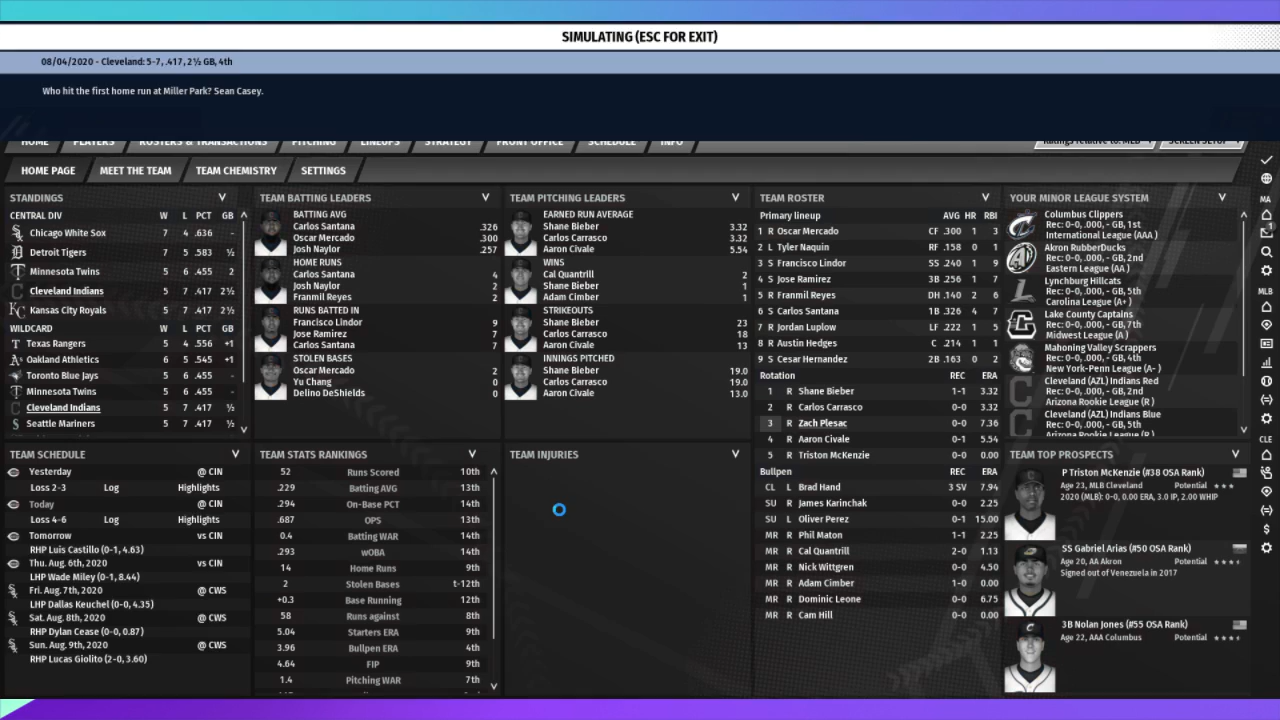 SIMULATING (ESC FOR EXIT)
08/04/2020 - Cleveland: 5-7, .417, 2½ GB, 4th
Who hit the first home run at Miller Park? Sean Casey.
HOME PLAYERS ROSTERS & TRANSACTIONS PITCHING LINEUPS STRATEGY FRONT OFFICE SCHEDULE INFO Ratings relative to: MLB SCREEN SETUP
HOME PAGE MEET THE TEAM TEAM CHEMISTRY SETTINGS
STANDINGS
CENTRAL DIV W L PCT GB
Chicago White Sox 7 4 .636 -
Detroit Tigers 7 5 .583 ½
Minnesota Twins 5 6 .455 2
Cleveland Indians 5 7 .417 2½
Kansas City Royals 5 7 .417 2½
WILDCARD W L PCT GB
Texas Rangers 5 4 .556 +1
Oakland Athletics 6 5 .545 +1
Toronto Blue Jays 5 6 .455 -
Minnesota Twins 5 6 .455 -
Cleveland Indians 5 7 .417 ½
Seattle Mariners 5 7 .417 ½
TEAM BATTING LEADERS
BATTING AVG
Carlos Santana .326
Oscar Mercado .300
Josh Naylor .257
HOME RUNS
Carlos Santana 4
Josh Naylor 2
Franmil Reyes 2
RUNS BATTED IN
Francisco Lindor 9
Jose Ramirez 7
Carlos Santana 7
STOLEN BASES
Oscar Mercado 2
Yu Chang 0
Delino DeShields 0
TEAM PITCHING LEADERS
EARNED RUN AVERAGE
Shane Bieber 3.32
Carlos Carrasco 3.32
Aaron Civale 5.54
WINS
Cal Quantrill 2
Shane Bieber 1
Adam Cimber 1
STRIKEOUTS
Shane Bieber 23
Carlos Carrasco 18
Aaron Civale 13
INNINGS PITCHED
Shane Bieber 19.0
Carlos Carrasco 19.0
Aaron Civale 13.0
TEAM ROSTER
Primary lineup AVG HR RBI
1 R Oscar Mercado CF .300 1 3
2 L Tyler Naquin RF .158 0 1
3 S Francisco Lindor SS .240 1 9
4 S Jose Ramirez 3B .256 1 7
5 R Franmil Reyes DH .140 2 6
6 S Carlos Santana 1B .326 4 7
7 R Jordan Luplow LF .222 1 5
8 R Austin Hedges C .214 1 1
9 S Cesar Hernandez 2B .163 0 2
Rotation REC ERA
1 R Shane Bieber 1-1 3.32
2 R Carlos Carrasco 0-0 3.32
3 R Zach Plesac 0-0 7.36
4 R Aaron Civale 0-1 5.54
5 R Triston McKenzie 0-0 0.00
Bullpen REC ERA
CL L Brad Hand 3 SV 7.94
SU R James Karinchak 0-0 2.25
SU L Oliver Perez 0-1 15.00
MR R Phil Maton 1-1 2.25
MR R Cal Quantrill 2-0 1.13
MR R Nick Wittgren 0-0 4.50
MR R Adam Cimber 1-0 0.00
MR R Dominic Leone 0-0 6.75
MR R Cam Hill 0-0 0.00
YOUR MINOR LEAGUE SYSTEM
Columbus Clippers
Rec: 0-0, .000, - GB, 1st
International League (AAA )
Akron RubberDucks
Rec: 0-0, .000, - GB, 2nd
Eastern League (AA )
Lynchburg Hillcats
Rec: 0-0, .000, - GB, 5th
Carolina League (A+ )
Lake County Captains
Rec: 0-0, .000, - GB, 7th
Midwest League (A )
Mahoning Valley Scrappers
Rec: 0-0, .000, - GB, 4th
New York-Penn League (A- )
Cleveland (AZL) Indians Red
Rec: 0-0, .000, - GB, 2nd
Arizona Rookie League (R )
Cleveland (AZL) Indians Blue
Rec: 0-0, .000, - GB, 5th
Arizona Rookie League (R )
TEAM SCHEDULE
Yesterday @ CIN
Loss 2-3 Log Highlights
Today @ CIN
Loss 4-6 Log Highlights
Tomorrow vs CIN
RHP Luis Castillo (0-1, 4.63)
Thu. Aug. 6th, 2020 vs CIN
LHP Wade Miley (0-1, 8.44)
Fri. Aug. 7th, 2020 @ CWS
LHP Dallas Keuchel (0-0, 4.35)
Sat. Aug. 8th, 2020 @ CWS
RHP Dylan Cease (0-0, 0.87)
Sun. Aug. 9th, 2020 @ CWS
RHP Lucas Giolito (2-0, 3.60)
TEAM STATS RANKINGS
52 Runs Scored 10th
.229 Batting AVG 13th
.294 On-Base PCT 14th
.687 OPS 13th
0.4 Batting WAR 14th
.293 wOBA 14th
14 Home Runs 9th
2 Stolen Bases t-12th
+0.3 Base Running 12th
58 Runs against 8th
5.04 Starters ERA 9th
3.96 Bullpen ERA 4th
4.64 FIP 9th
1.4 Pitching WAR 7th
TEAM INJURIES
TEAM TOP PROSPECTS
P Triston McKenzie (#38 OSA Rank)
Age 23, MLB Cleveland Potential
2020 (MLB): 0-0, 0.00 ERA, 3.0 IP, 2.00 WHIP
SS Gabriel Arias (#50 OSA Rank)
Age 20, AA Akron Potential
Signed out of Venezuela in 2017
3B Nolan Jones (#55 OSA Rank)
Age 22, AAA Columbus Potential
MA
MLB
CLE